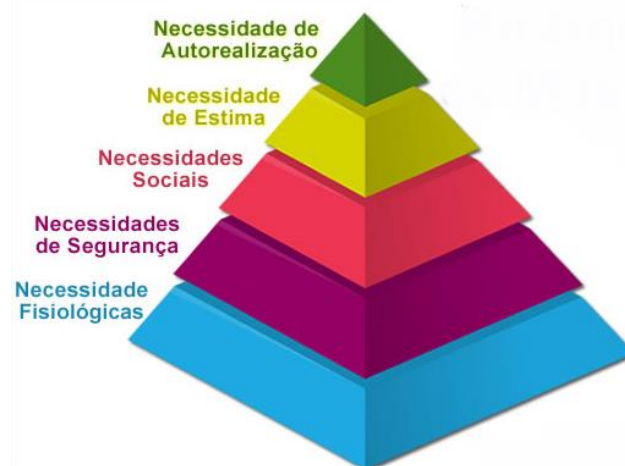 Necessidade de
Autorealização
Necessidade
de Estima
Necessidades
Sociais
Necessidades
de Segurança
Necessidade
Fisiológicas